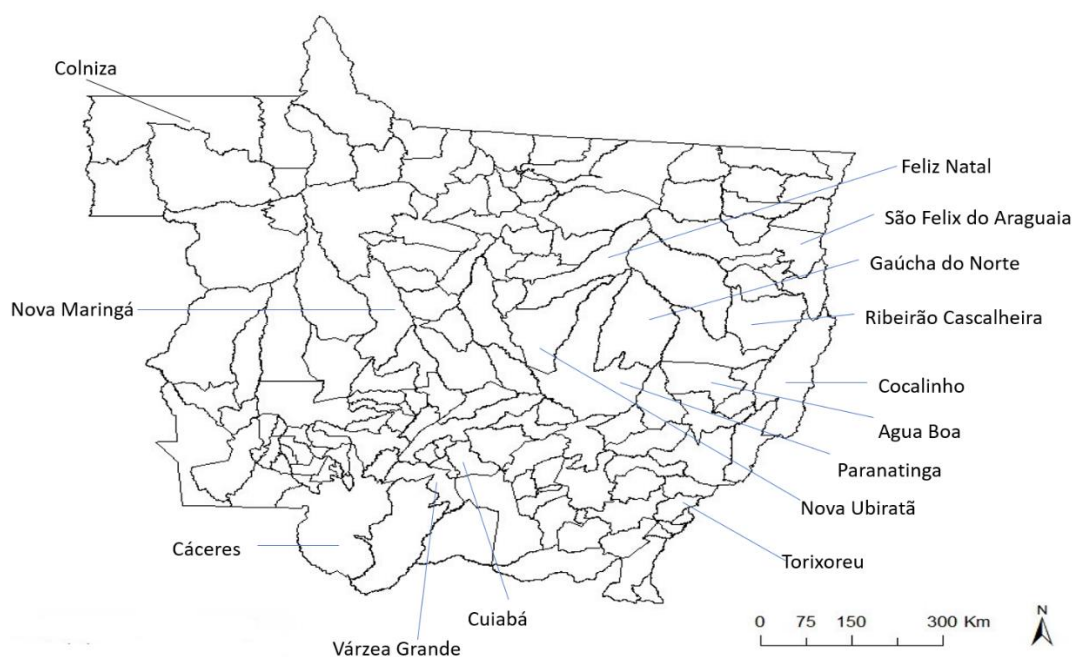 Colniza
Feliz Natal
São Felix do Araguaia
Gaúcha do Norte
Nova Maringá
Ribeirão Cascalheira
Cocalinho
Agua Boa
Paranatinga
Nova Ubiratã
Cáceres
Torixoreu
Cuiabá
Várzea Grande
0 75 150 300 Km
N